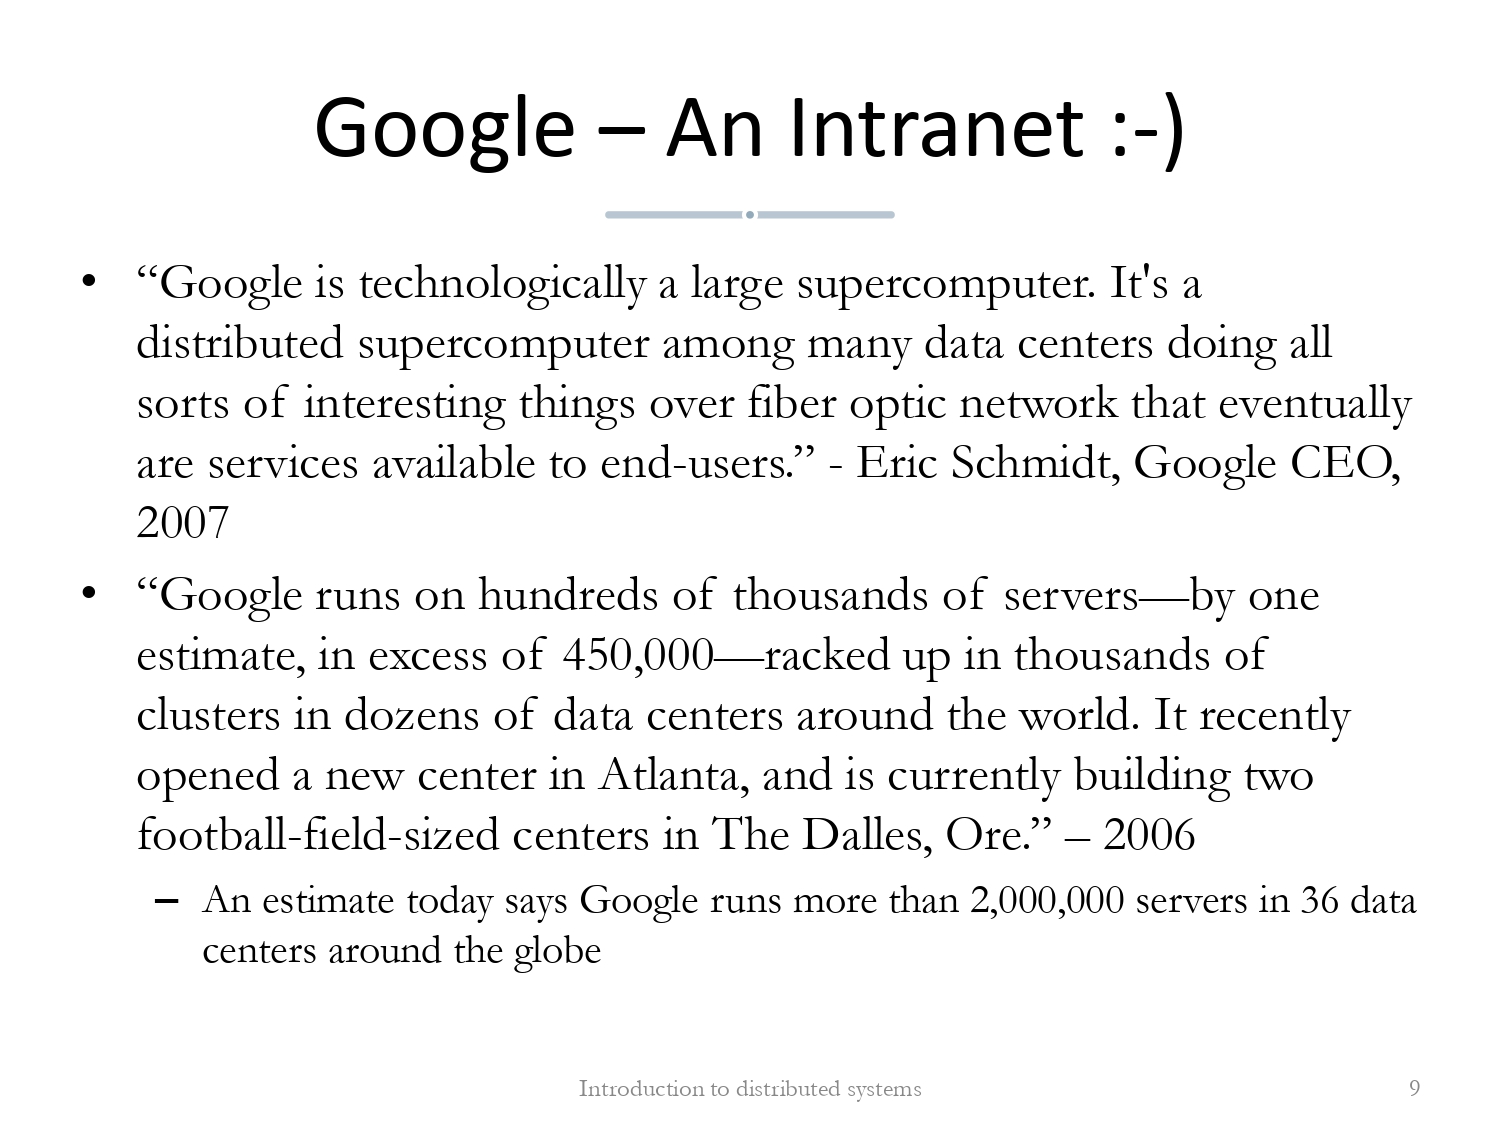 Google – An Intranet :-)
• “Google is technologically a large supercomputer. It's a
distributed supercomputer among many data centers doing all
sorts of interesting things over fiber optic network that eventually
are services available to end-users.” - Eric Schmidt, Google CEO,
2007
• “Google runs on hundreds of thousands of servers—by one
estimate, in excess of 450,000—racked up in thousands of
clusters in dozens of data centers around the world. It recently
opened a new center in Atlanta, and is currently building two
football-field-sized centers in The Dalles, Ore.” – 2006
– An estimate today says Google runs more than 2,000,000 servers in 36 data
centers around the globe
Introduction to distributed systems
9